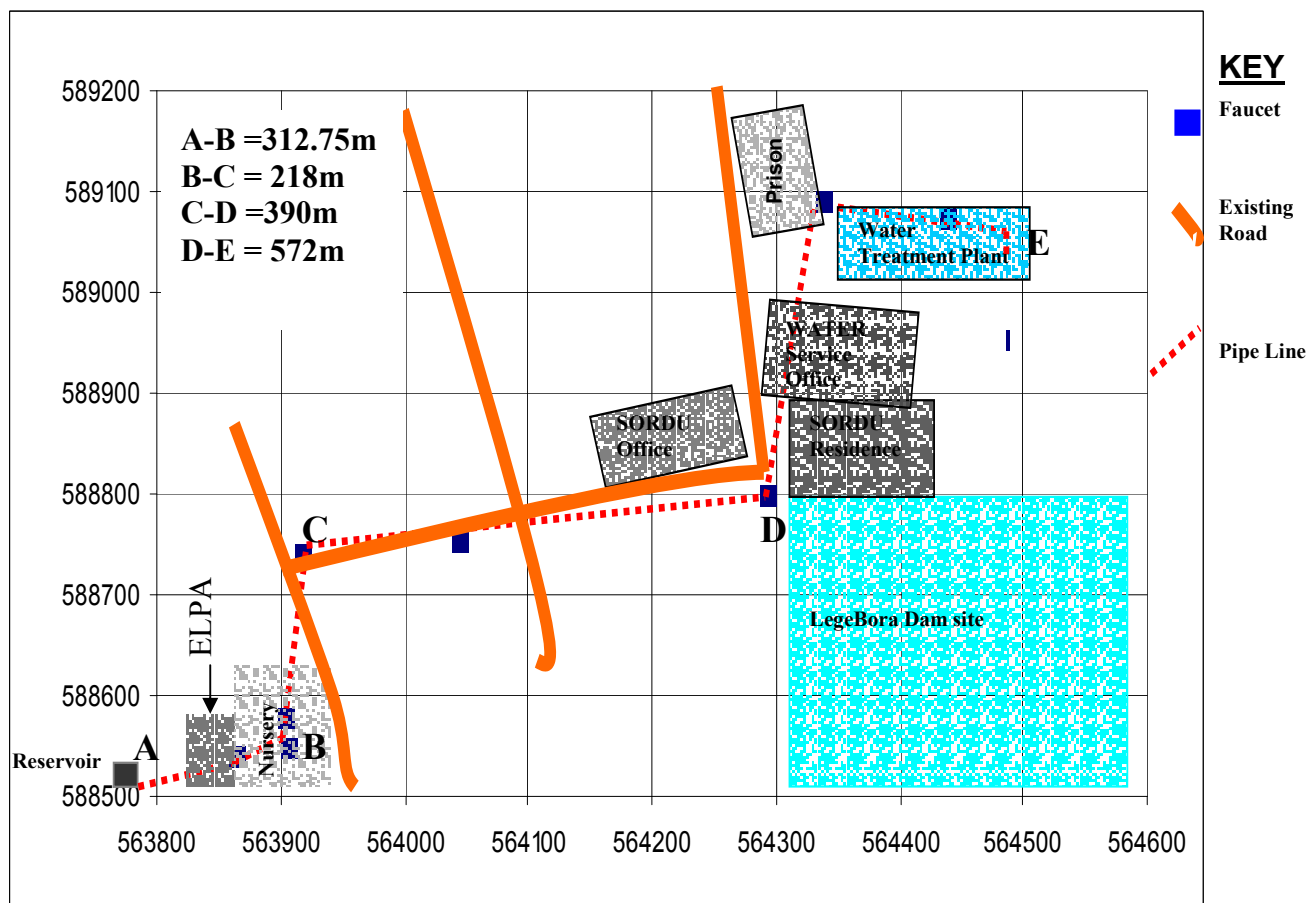 KEY
Faucet
Existing
Road
Pipe Line
589200
589100
589000
588900
588800
588700
588600
588500
563800 563900 564000 564100 564200 564300 564400 564500 564600
A-B =312.75m
B-C = 218m
C-D =390m
D-E = 572m
Prison
Water
Treatment Plant
E
WATER
Service
Office
SORDU
Office
SORDU
Residence
C
D
ELPA
LegeBora Dam site
Nursery
B
A
Reservoir